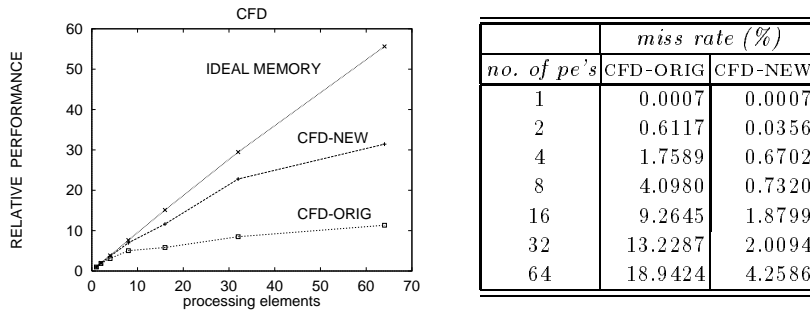 CFD
RELATIVE PERFORMANCE
60
50
40
30
20
10
0
IDEAL MEMORY
CFD-NEW
CFD-ORIG
0 10 20 30 40 50 60 70
processing elements
miss rate (%)
no. of pe's CFD-ORIG CFD-NEW
1 0.0007 0.0007
2 0.6117 0.0356
4 1.7589 0.6702
8 4.0980 0.7320
16 9.2645 1.8799
32 13.2287 2.0094
64 18.9424 4.2586